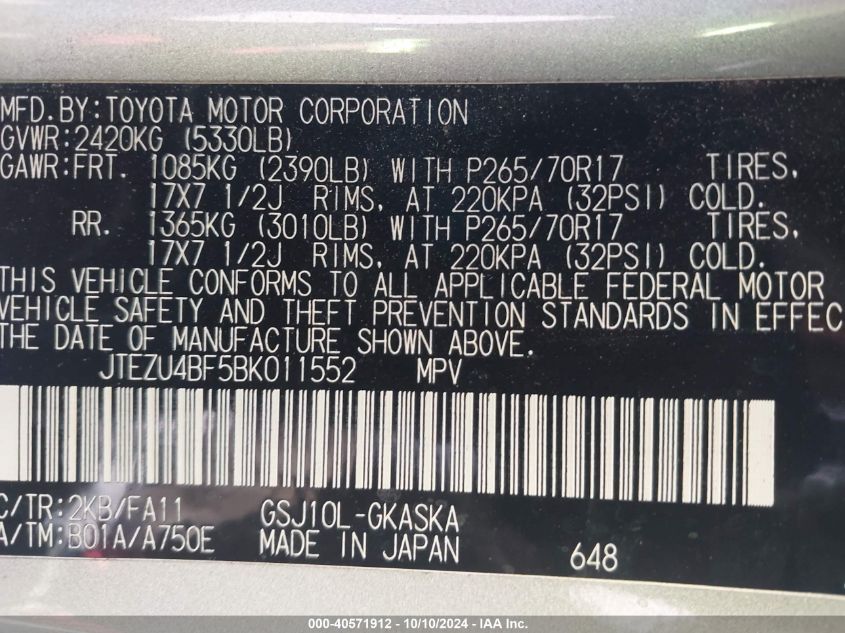 MFD.BY:TOYOTA MOTOR CORPORATION
GVWR:2420KG (5330LB)
GAWR:FRT. 1085KG (2390LB) WITH P265/70R17 TIRES,
17X7 1/2J RIMS, AT 220KPA (32PSI) COLD.
RR. 1365KG (3010LB) WITH P265/70R17 TIRES,
17X7 1/2J RIMS, AT 220KPA (32PSI) COLD.
THIS VEHICLE CONFORMS TO ALL APPLICABLE FEDERAL MOTOR
VEHICLE SAFETY AND THEFT PREVENTION STANDARDS IN EFFEC
THE DATE OF MANUFACTURE SHOWN ABOVE.
JTEZU4BF5BK011552 MPV
C/TR:2KB/FA11 GSJ10L-GKASKA
A/TM:B01A/A750E MADE IN JAPAN 648
000-40571912 - 10/10/2024 - IAA Inc.